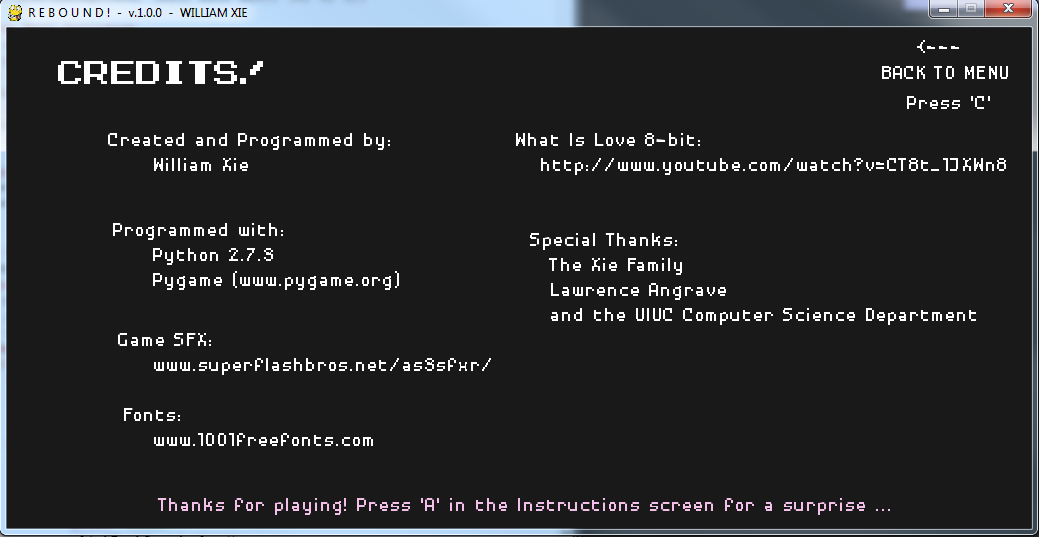 R E B O U N D ! - v.1.0.0 - WILLIAM XIE
<---
CREDITS./
BACK TO MENU
Press 'C'
Created and Programmed by:
William Xie
What Is Love 8-bit:
http://www.youtube.com/watch?v=CT8t_1JXWn8
Programmed with:
Python 2.7.3
Pygame (www.pygame.org)
Special Thanks:
The Xie Family
Lawrence Angrave
and the UIUC Computer Science Department
Game SFX:
www.superflashbros.net/as3sfxr/
Fonts:
www.1001freefonts.com
Thanks for playing! Press 'A' in the Instructions screen for a surprise ...